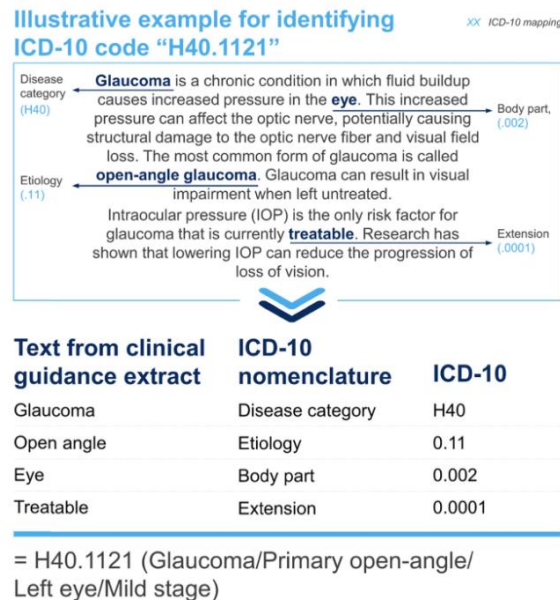 Illustrative example for identifying
ICD-10 code “H40.1121”
XX ICD-10 mapping
Disease
category
(H40)
Glaucoma is a chronic condition in which fluid buildup
causes increased pressure in the eye. This increased
pressure can affect the optic nerve, potentially causing
structural damage to the optic nerve fiber and visual field
loss. The most common form of glaucoma is called
open-angle glaucoma. Glaucoma can result in visual
impairment when left untreated.
Intraocular pressure (IOP) is the only risk factor for
glaucoma that is currently treatable. Research has
shown that lowering IOP can reduce the progression of
loss of vision.
Body part,
(.002)
Etiology
(.11)
Extension
(.0001)
Text from clinical
guidance extract
ICD-10
nomenclature
ICD-10
Glaucoma Disease category H40
Open angle Etiology 0.11
Eye Body part 0.002
Treatable Extension 0.0001
= H40.1121 (Glaucoma/Primary open-angle/
Left eye/Mild stage)